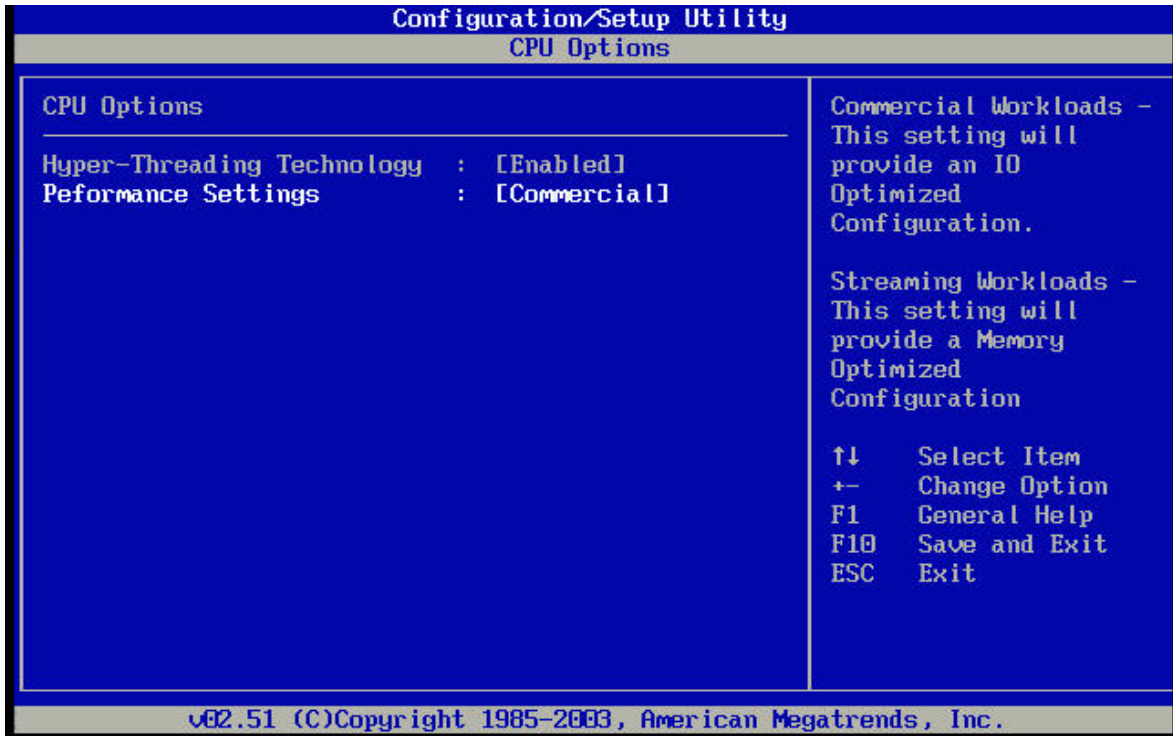 Configuration/Setup Utility
CPU Options
CPU Options
Hyper-Threading Technology : [Enabled]
Peformance Settings : [Commercial]
Commercial Workloads -
This setting will
provide an IO
Optimized
Configuration.
Streaming Workloads -
This setting will
provide a Memory
Optimized
Configuration
↑↓ Select Item
+- Change Option
F1 General Help
F10 Save and Exit
ESC Exit
v02.51 (C)Copyright 1985-2003, American Megatrends, Inc.